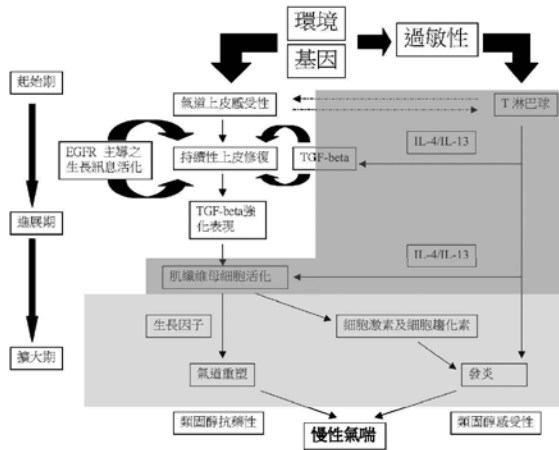 環境
基因
過敏性
起始期
氣道上皮感受性
T 淋巴球
EGFR 主導之
生長訊息活化
持續性上皮修復
TGF-beta
IL-4/IL-13
進展期
TGF-beta強
化表現
IL-4/IL-13
肌纖維母細胞活化
生長因子
細胞激素及細胞趨化素
擴大期
氣道重塑
發炎
類固醇抗藥性
慢性氣喘
類固醇感受性